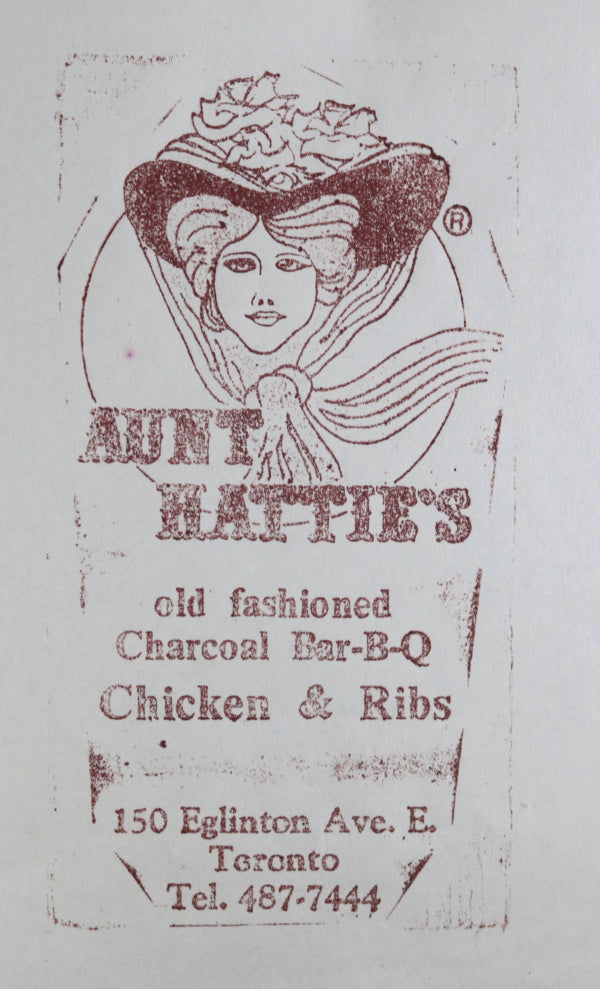 ®
AUNT
HATTIE'S
old fashioned
Charcoal Bar-B-Q
Chicken & Ribs
150 Eglinton Ave. E.
Toronto
Tel. 487-7444